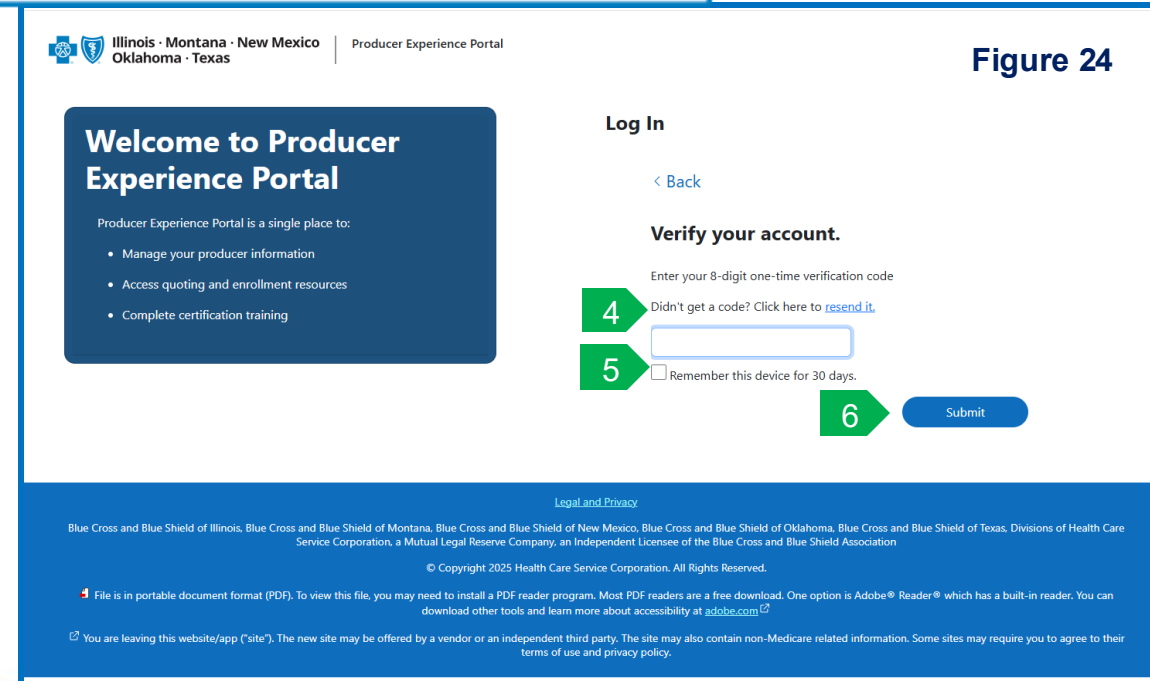 Illinois · Montana · New Mexico
Oklahoma · Texas
Producer Experience Portal
Figure 24
Welcome to Producer
Experience Portal
Producer Experience Portal is a single place to:
• Manage your producer information
• Access quoting and enrollment resources
• Complete certification training
Log In
< Back
Verify your account.
Enter your 8-digit one-time verification code
4
Didn't get a code? Click here to resend it.
5
Remember this device for 30 days.
6
Submit
Legal and Privacy
Blue Cross and Blue Shield of Illinois, Blue Cross and Blue Shield of Montana, Blue Cross and Blue Shield of New Mexico, Blue Cross and Blue Shield of Oklahoma, Blue Cross and Blue Shield of Texas, Divisions of Health Care
Service Corporation, a Mutual Legal Reserve Company, an Independent Licensee of the Blue Cross and Blue Shield Association
© Copyright 2025 Health Care Service Corporation. All Rights Reserved.
File is in portable document format (PDF). To view this file, you may need to install a PDF reader program. Most PDF readers are a free download. One option is Adobe® Reader® which has a built-in reader. You can
download other tools and learn more about accessibility at adobe.com
You are leaving this website/app ("site"). The new site may be offered by a vendor or an independent third party. The site may also contain non-Medicare related information. Some sites may require you to agree to their
terms of use and privacy policy.